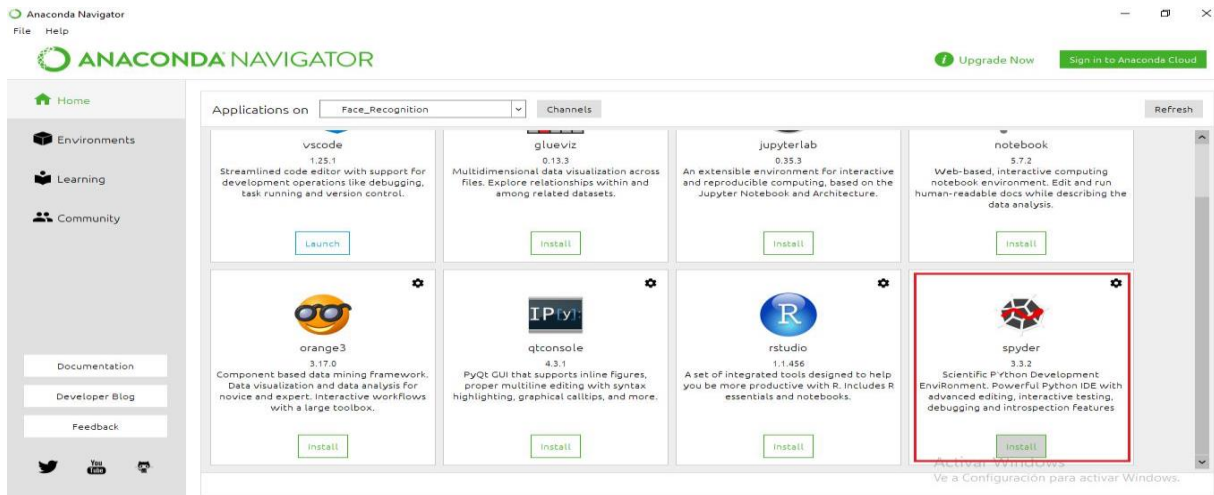 Anaconda Navigator
File Help
ANACONDA NAVIGATOR
Upgrade Now
Sign in to Anaconda Cloud
Home
Environments
Learning
Community
Documentation
Developer Blog
Feedback
You
Tube
Applications on
Face_Recognition
Channels
Refresh
vscode
1.25.1
Streamlined code editor with support for
development operations like debugging,
task running and version control.
Launch
glueviz
0.13.3
Multidimensional data visualization across
files. Explore relationships within and
among related datasets.
Install
jupyterlab
0.35.3
An extensible environment for interactive
and reproducible computing, based on the
Jupyter Notebook and Architecture.
Install
notebook
5.7.2
Web-based, interactive computing
notebook environment. Edit and run
human-readable docs while describing the
data analysis.
Install
orange3
3.17.0
Component based data mining framework.
Data visualization and data analysis for
novice and expert. Interactive workflows
with a large toolbox.
Install
IP[y]:
qtconsole
4.3.1
PyQt GUI that supports inline figures,
proper multiline editing with syntax
highlighting, graphical calltips, and more.
Install
R
rstudio
1.1.456
A set of integrated tools designed to help
you be more productive with R. Includes R
essentials and notebooks.
Install
spyder
3.3.2
Scientific PYthon Development
EnviRonment. Powerful Python IDE with
advanced editing, interactive testing,
debugging and introspection features
Install
Activar Windows
Ve a Configuración para activar Windows.